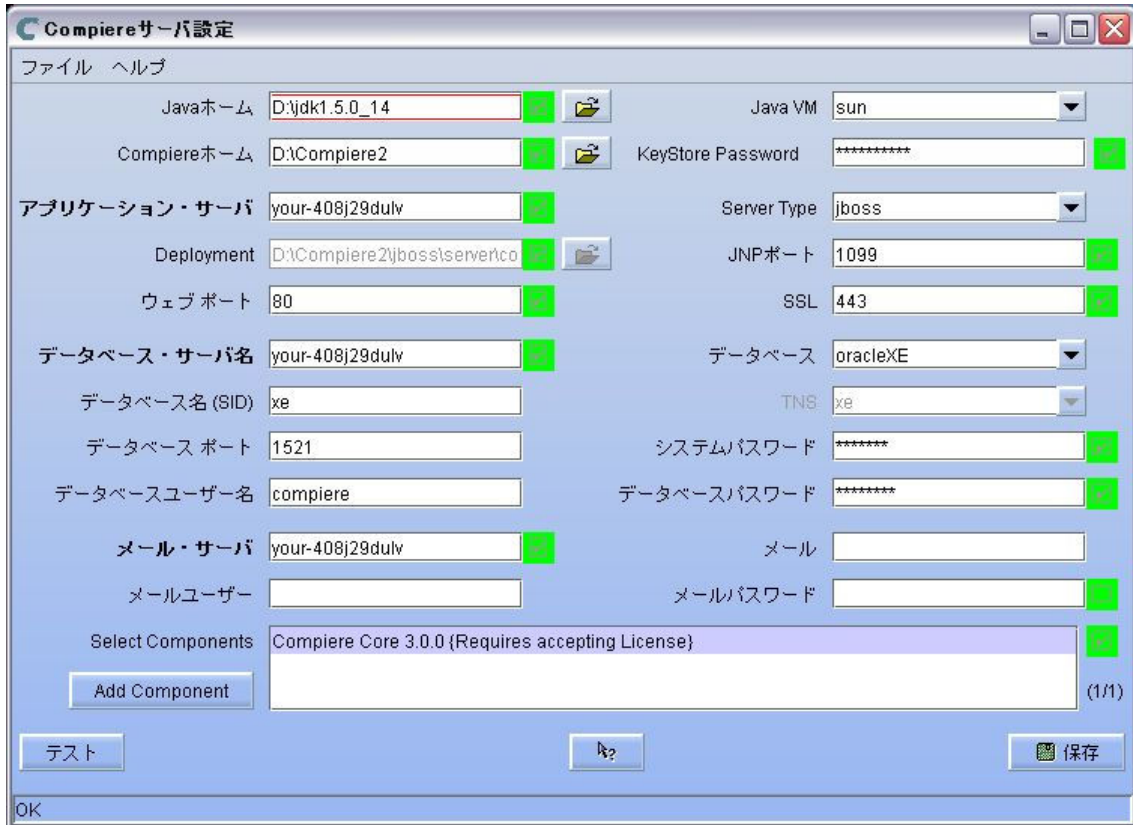 Compiereサーバ設定
ファイル ヘルプ
Javaホーム D:\jdk1.5.0_14 Java VM sun
Compiereホーム D:\Compiere2 KeyStore Password **********
アプリケーション・サーバ your-408j29dulv Server Type jboss
Deployment D:\Compiere2\jboss\server\co JNPポート 1099
ウェブ ポート 80 SSL 443
データベース・サーバ名 your-408j29dulv データベース oracleXE
データベース名 (SID) xe TNS xe
データベース ポート 1521 システムパスワード *******
データベースユーザー名 compiere データベースパスワード ********
メール・サーバ your-408j29dulv メール
メールユーザー メールパスワード
Select Components Compiere Core 3.0.0 {Requires accepting License}
Add Component (1/1)
テスト ? 保存
OK